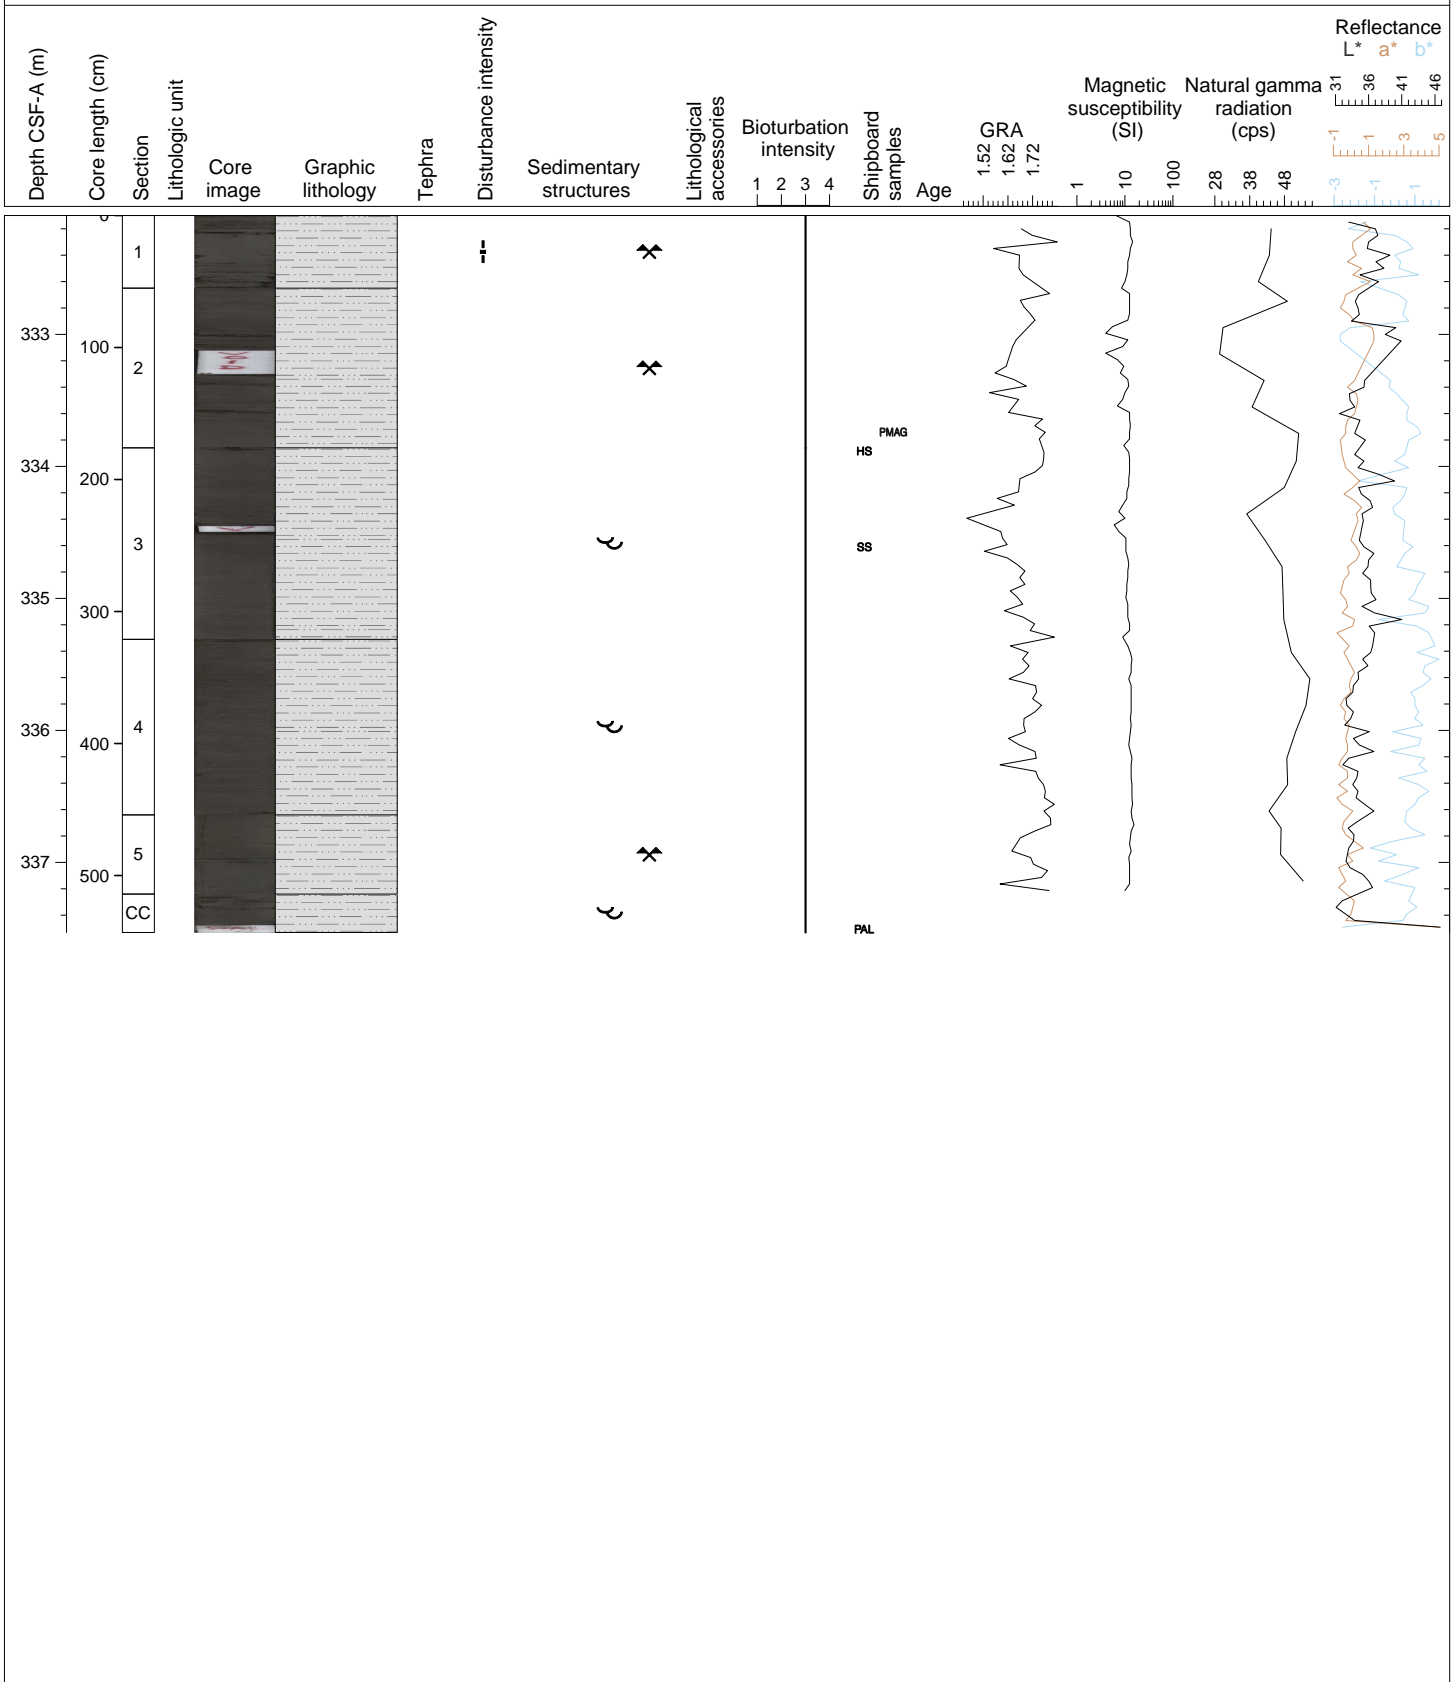 Depth CSF-A (m)
Core length (cm)
Section
Lithologic unit
Core image
Graphic lithology
Tephra
Disturbance intensity
Sedimentary structures
Lithological accessories
Bioturbation intensity
1 2 3 4
Shipboard samples
Age
GRA
1.52 1.62 1.72
Magnetic susceptibility (SI)
1 10 100
Natural gamma radiation (cps)
28 38 48
Reflectance
L* a* b*
31 36 41 46
-1 1 3 5
-3 -1 1
0
1
333
100
2
PMAG
HS
334
200
3
SS
335
300
4
336
400
5
337
500
CC
PAL